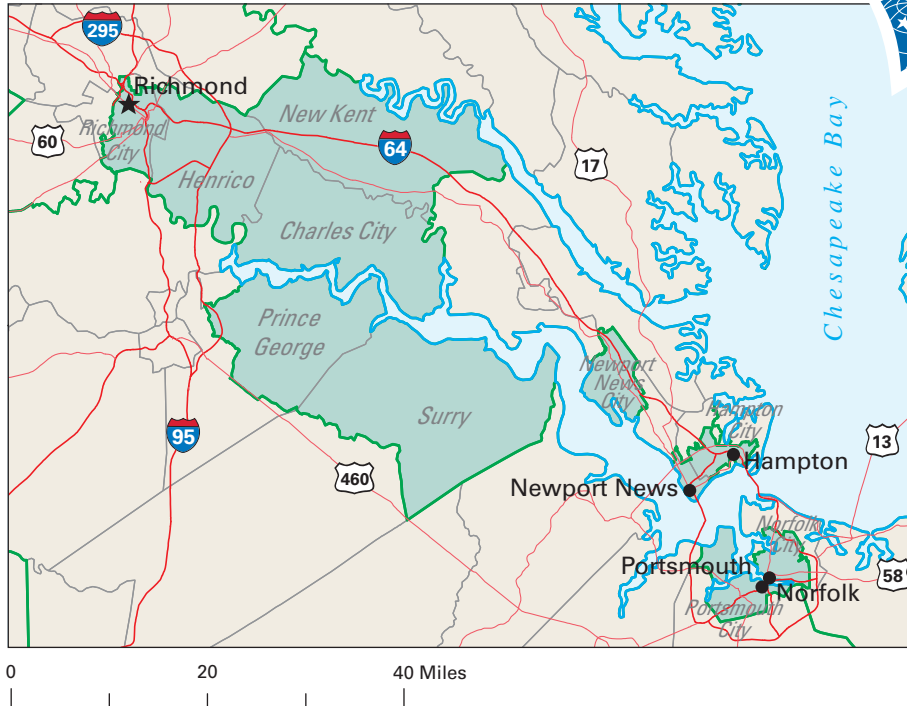 295
Richmond
New Kent
60
Richmond
City
64
17
Henrico
Chesapeake Bay
Charles City
Prince
George
Newport
News
City
Surry
Hampton
City
95
13
460
Hampton
Newport News
Norfolk
City
Portsmouth
58
Norfolk
Portsmouth
City
0
20
40 Miles